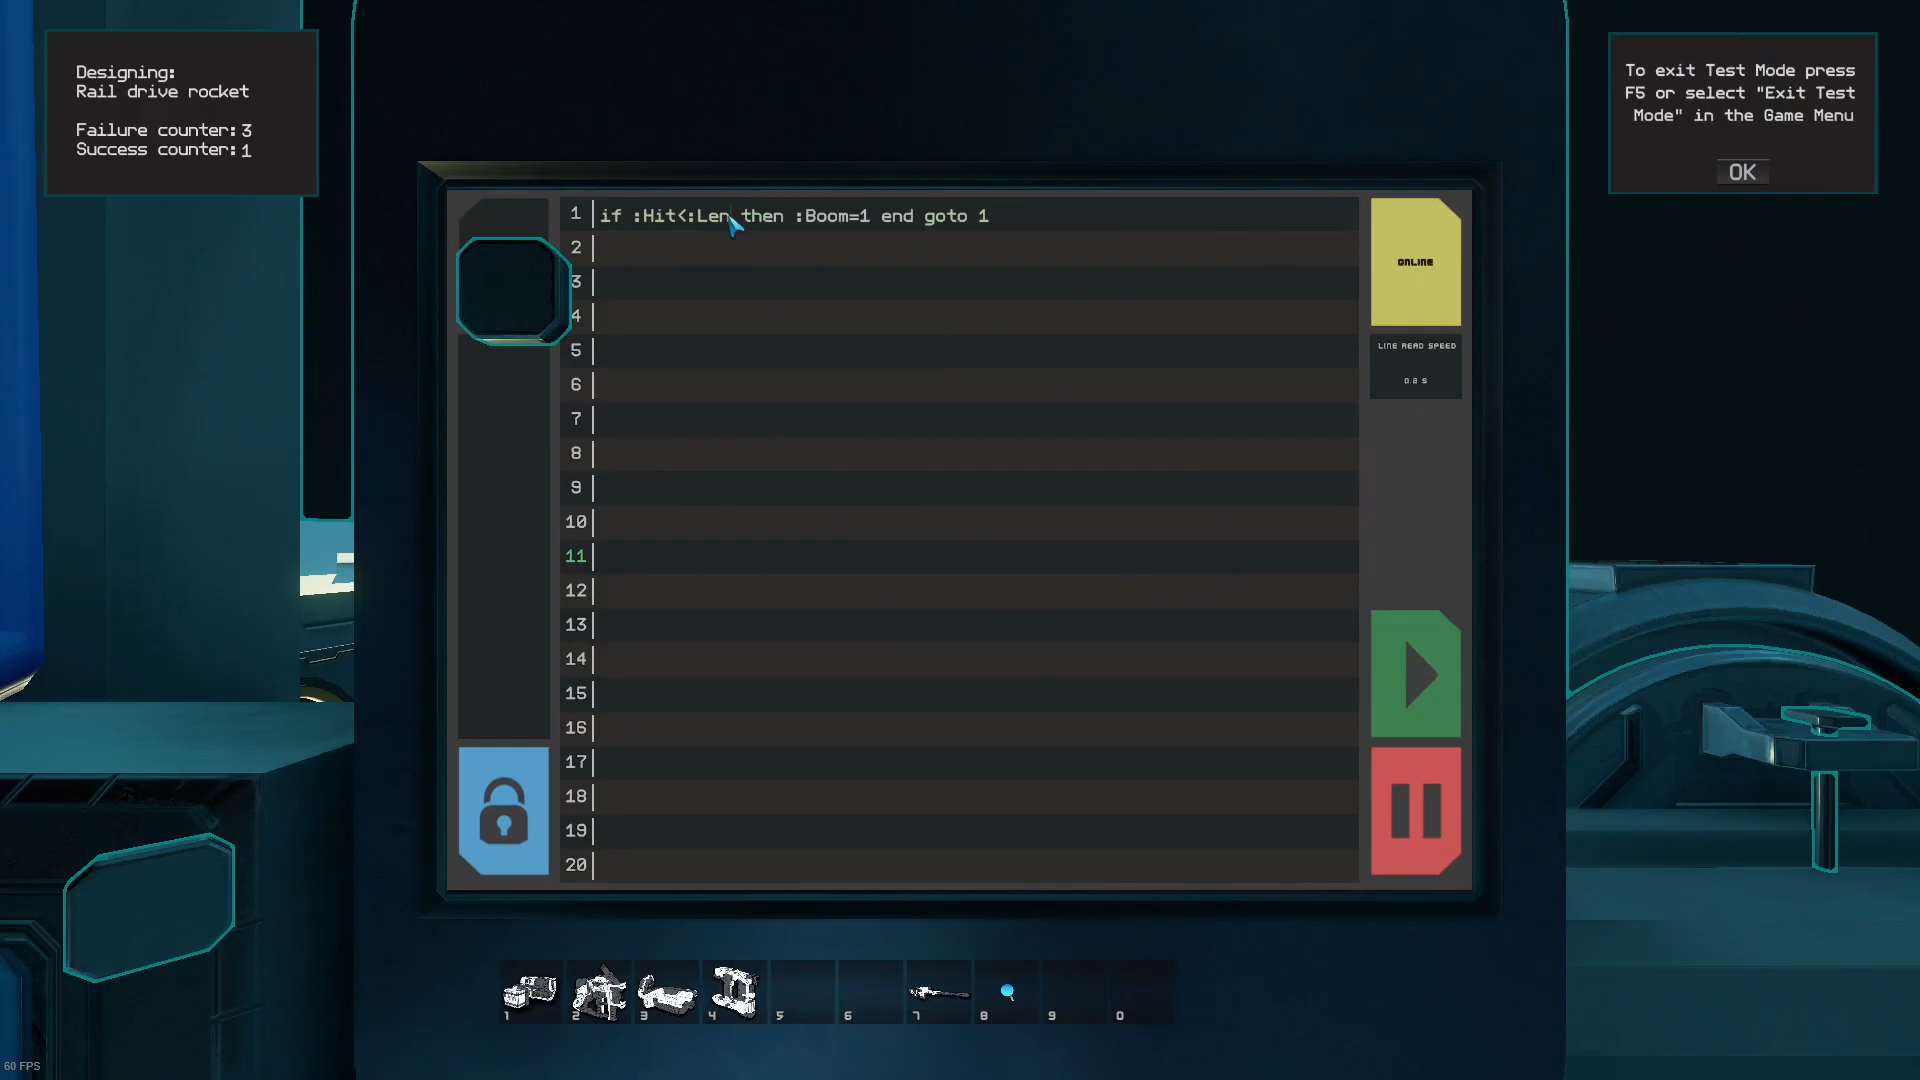 Designing:
Rail drive rocket
Failure counter: 3
Success counter: 1
To exit Test Mode press
F5 or select "Exit Test
Mode" in the Game Menu
OK
1 if :Hit<:Len then :Boom=1 end goto 1
2
3
4
5
6
7
8
9
10
11
12
13
14
15
16
17
18
19
20
ONLINE
LINE READ SPEED
0.2 S
1 2 3 4 5 6 7 8 9 0
60 FPS